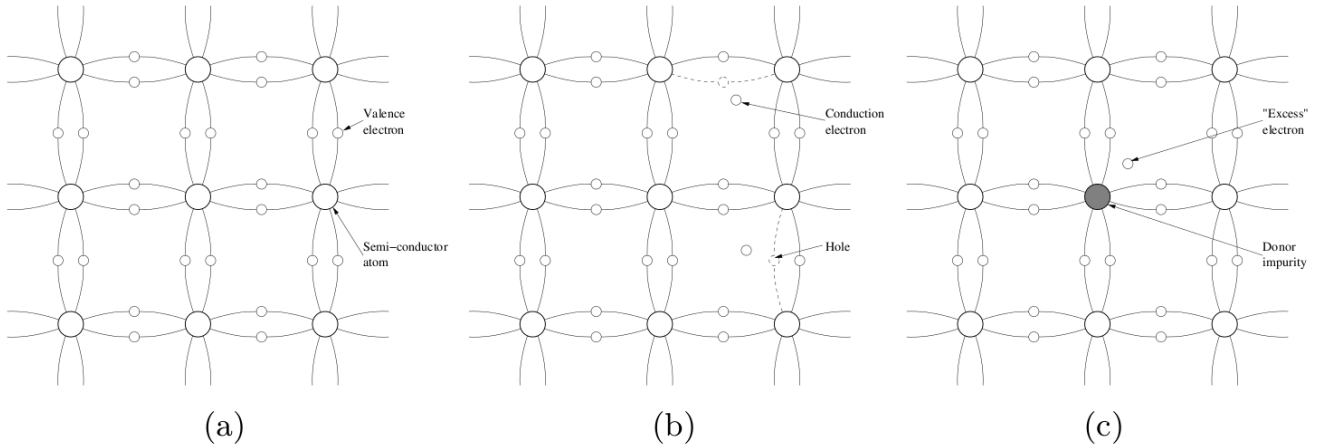 Valence
electron
Semi-conductor
atom
(a)
Conduction
electron
Hole
(b)
"Excess"
electron
Donor
impurity
(c)